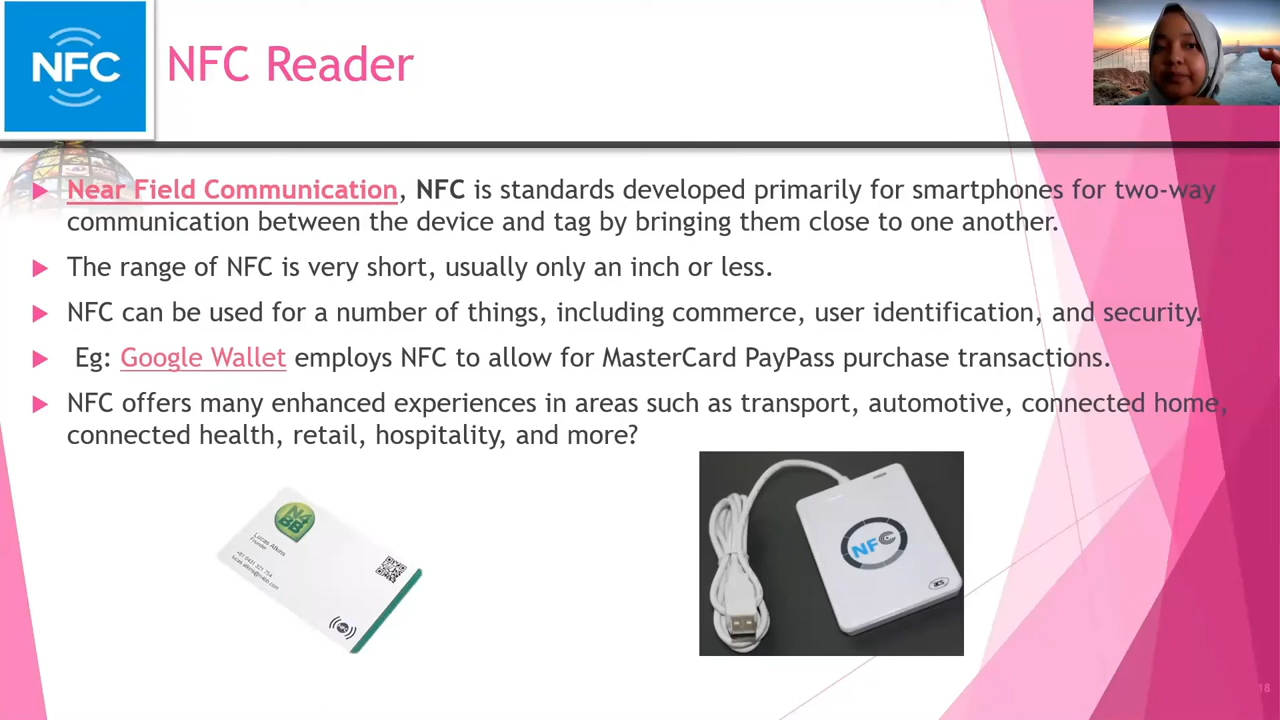 NFC
NFC Reader
Near Field Communication, NFC is standards developed primarily for smartphones for two-way
communication between the device and tag by bringing them close to one another.
The range of NFC is very short, usually only an inch or less.
NFC can be used for a number of things, including commerce, user identification, and security.
Eg: Google Wallet employs NFC to allow for MasterCard PayPass purchase transactions.
NFC offers many enhanced experiences in areas such as transport, automotive, connected home,
connected health, retail, hospitality, and more?
Lucas Atkins
Founder
NFC
18